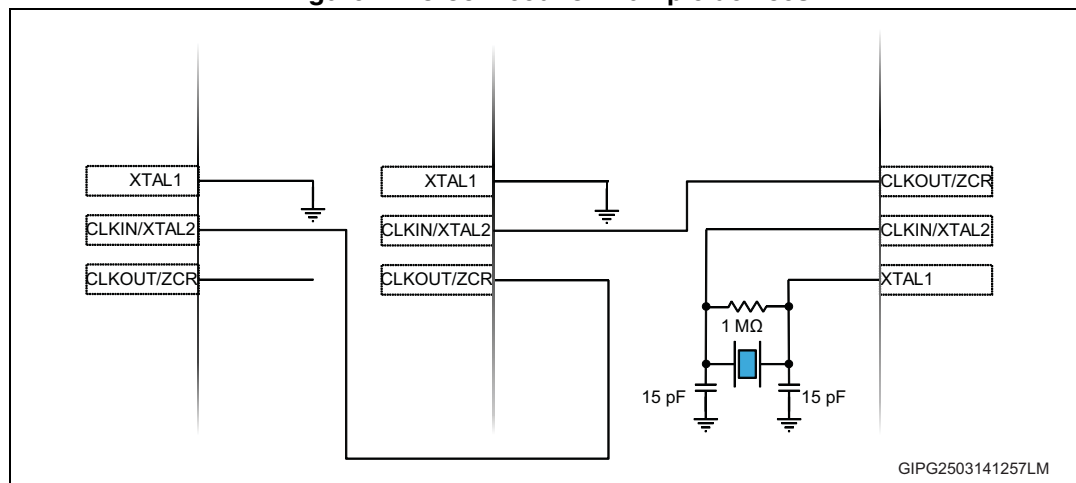 XTAL1
CLKIN/XTAL2
CLKOUT/ZCR
XTAL1
CLKIN/XTAL2
CLKOUT/ZCR
CLKOUT/ZCR
CLKIN/XTAL2
XTAL1
1 MΩ
15 pF
15 pF
GIPG2503141257LM